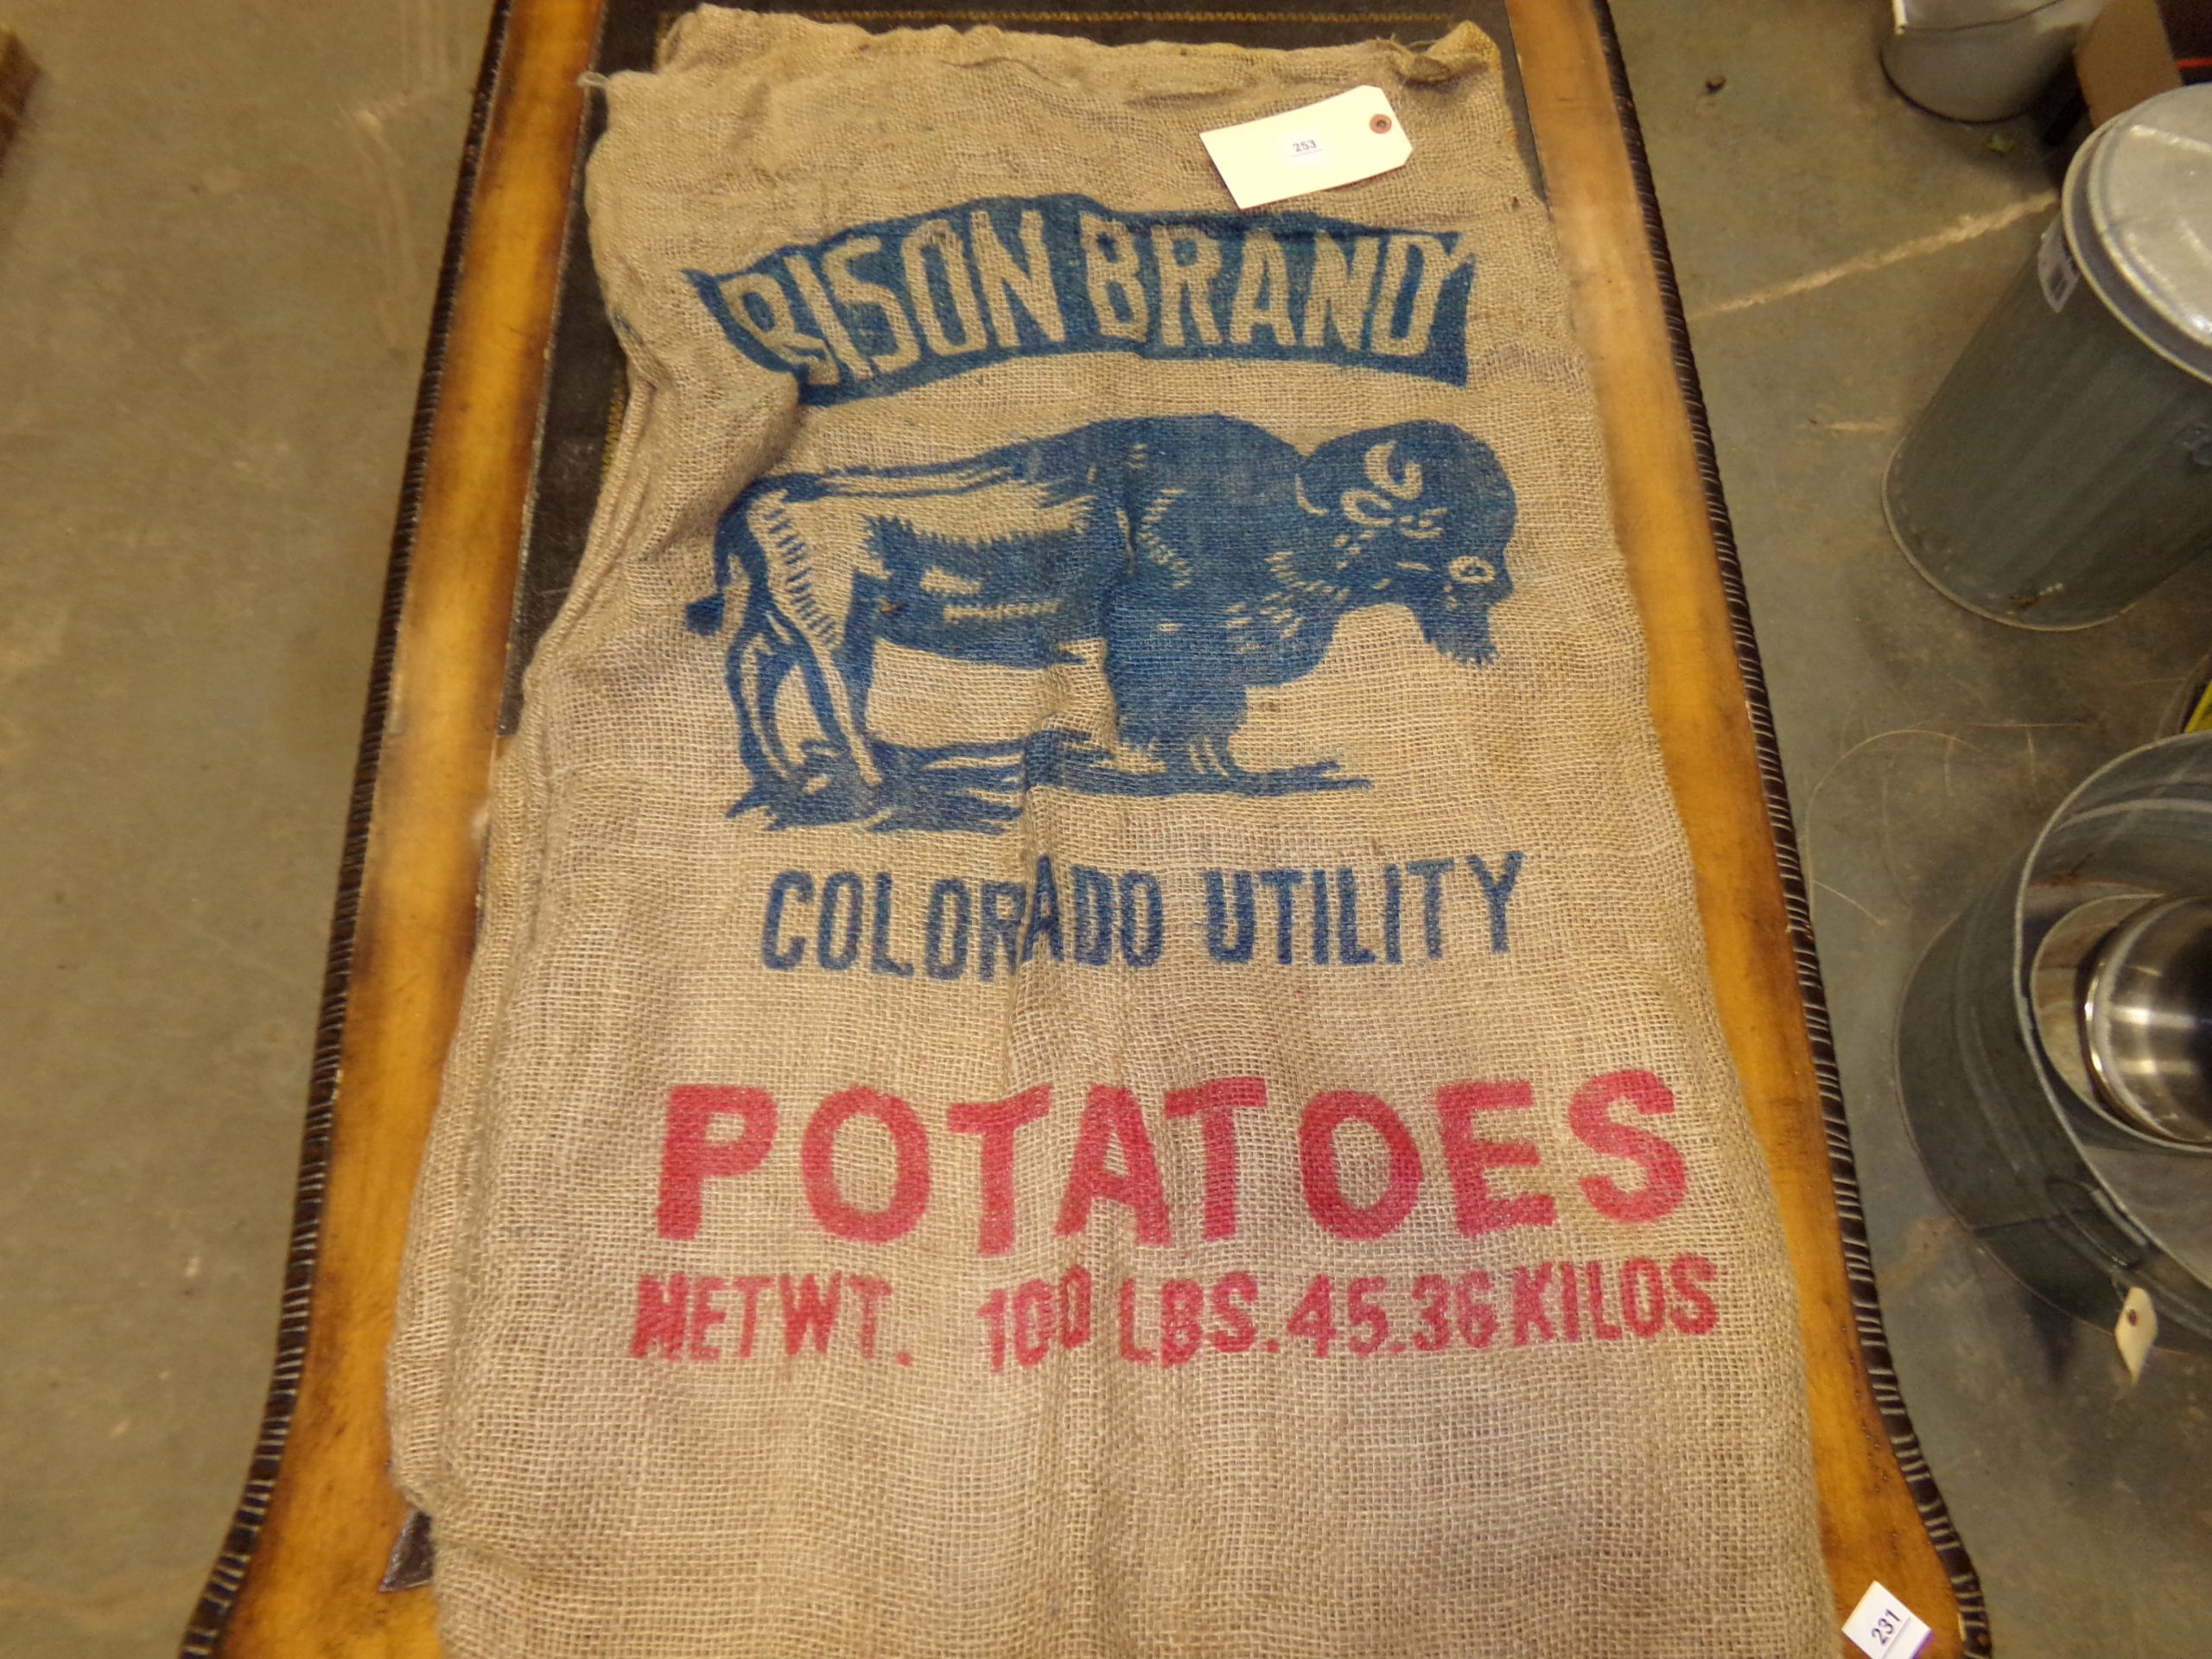 253
BISON BRAND
COLORADO UTILITY
POTATOES
NET WT. 100 LBS. 45.36 KILOS
231